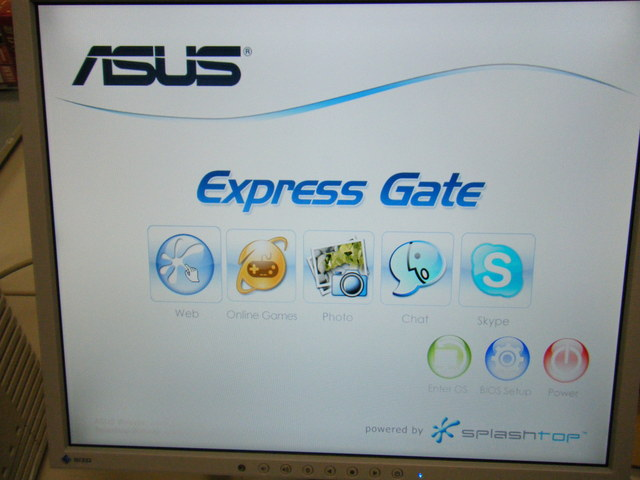 ASUS®
Express Gate
Web
Online Games
Photo
Chat
Skype
S
Enter OS
BIOS Setup
Power
powered by splashtop™